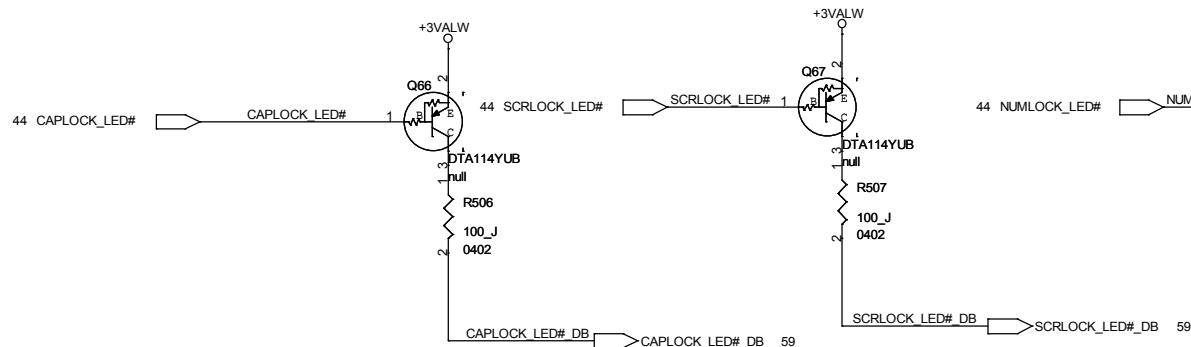 +3VALW
2
Q66
44 CAPLOCK_LED#
CAPLOCK_LED#
1
B
E
C
3
DTA114YUB
null
1
R506
100_J
0402
2
CAPLOCK_LED#_DB
CAPLOCK_LED#_DB 59
+3VALW
2
Q67
44 SCRLOCK_LED#
SCRLOCK_LED#
1
B
E
C
3
DTA114YUB
null
1
R507
100_J
0402
2
SCRLOCK_LED#_DB
SCRLOCK_LED#_DB 59
44 NUMLOCK_LED#
NUM